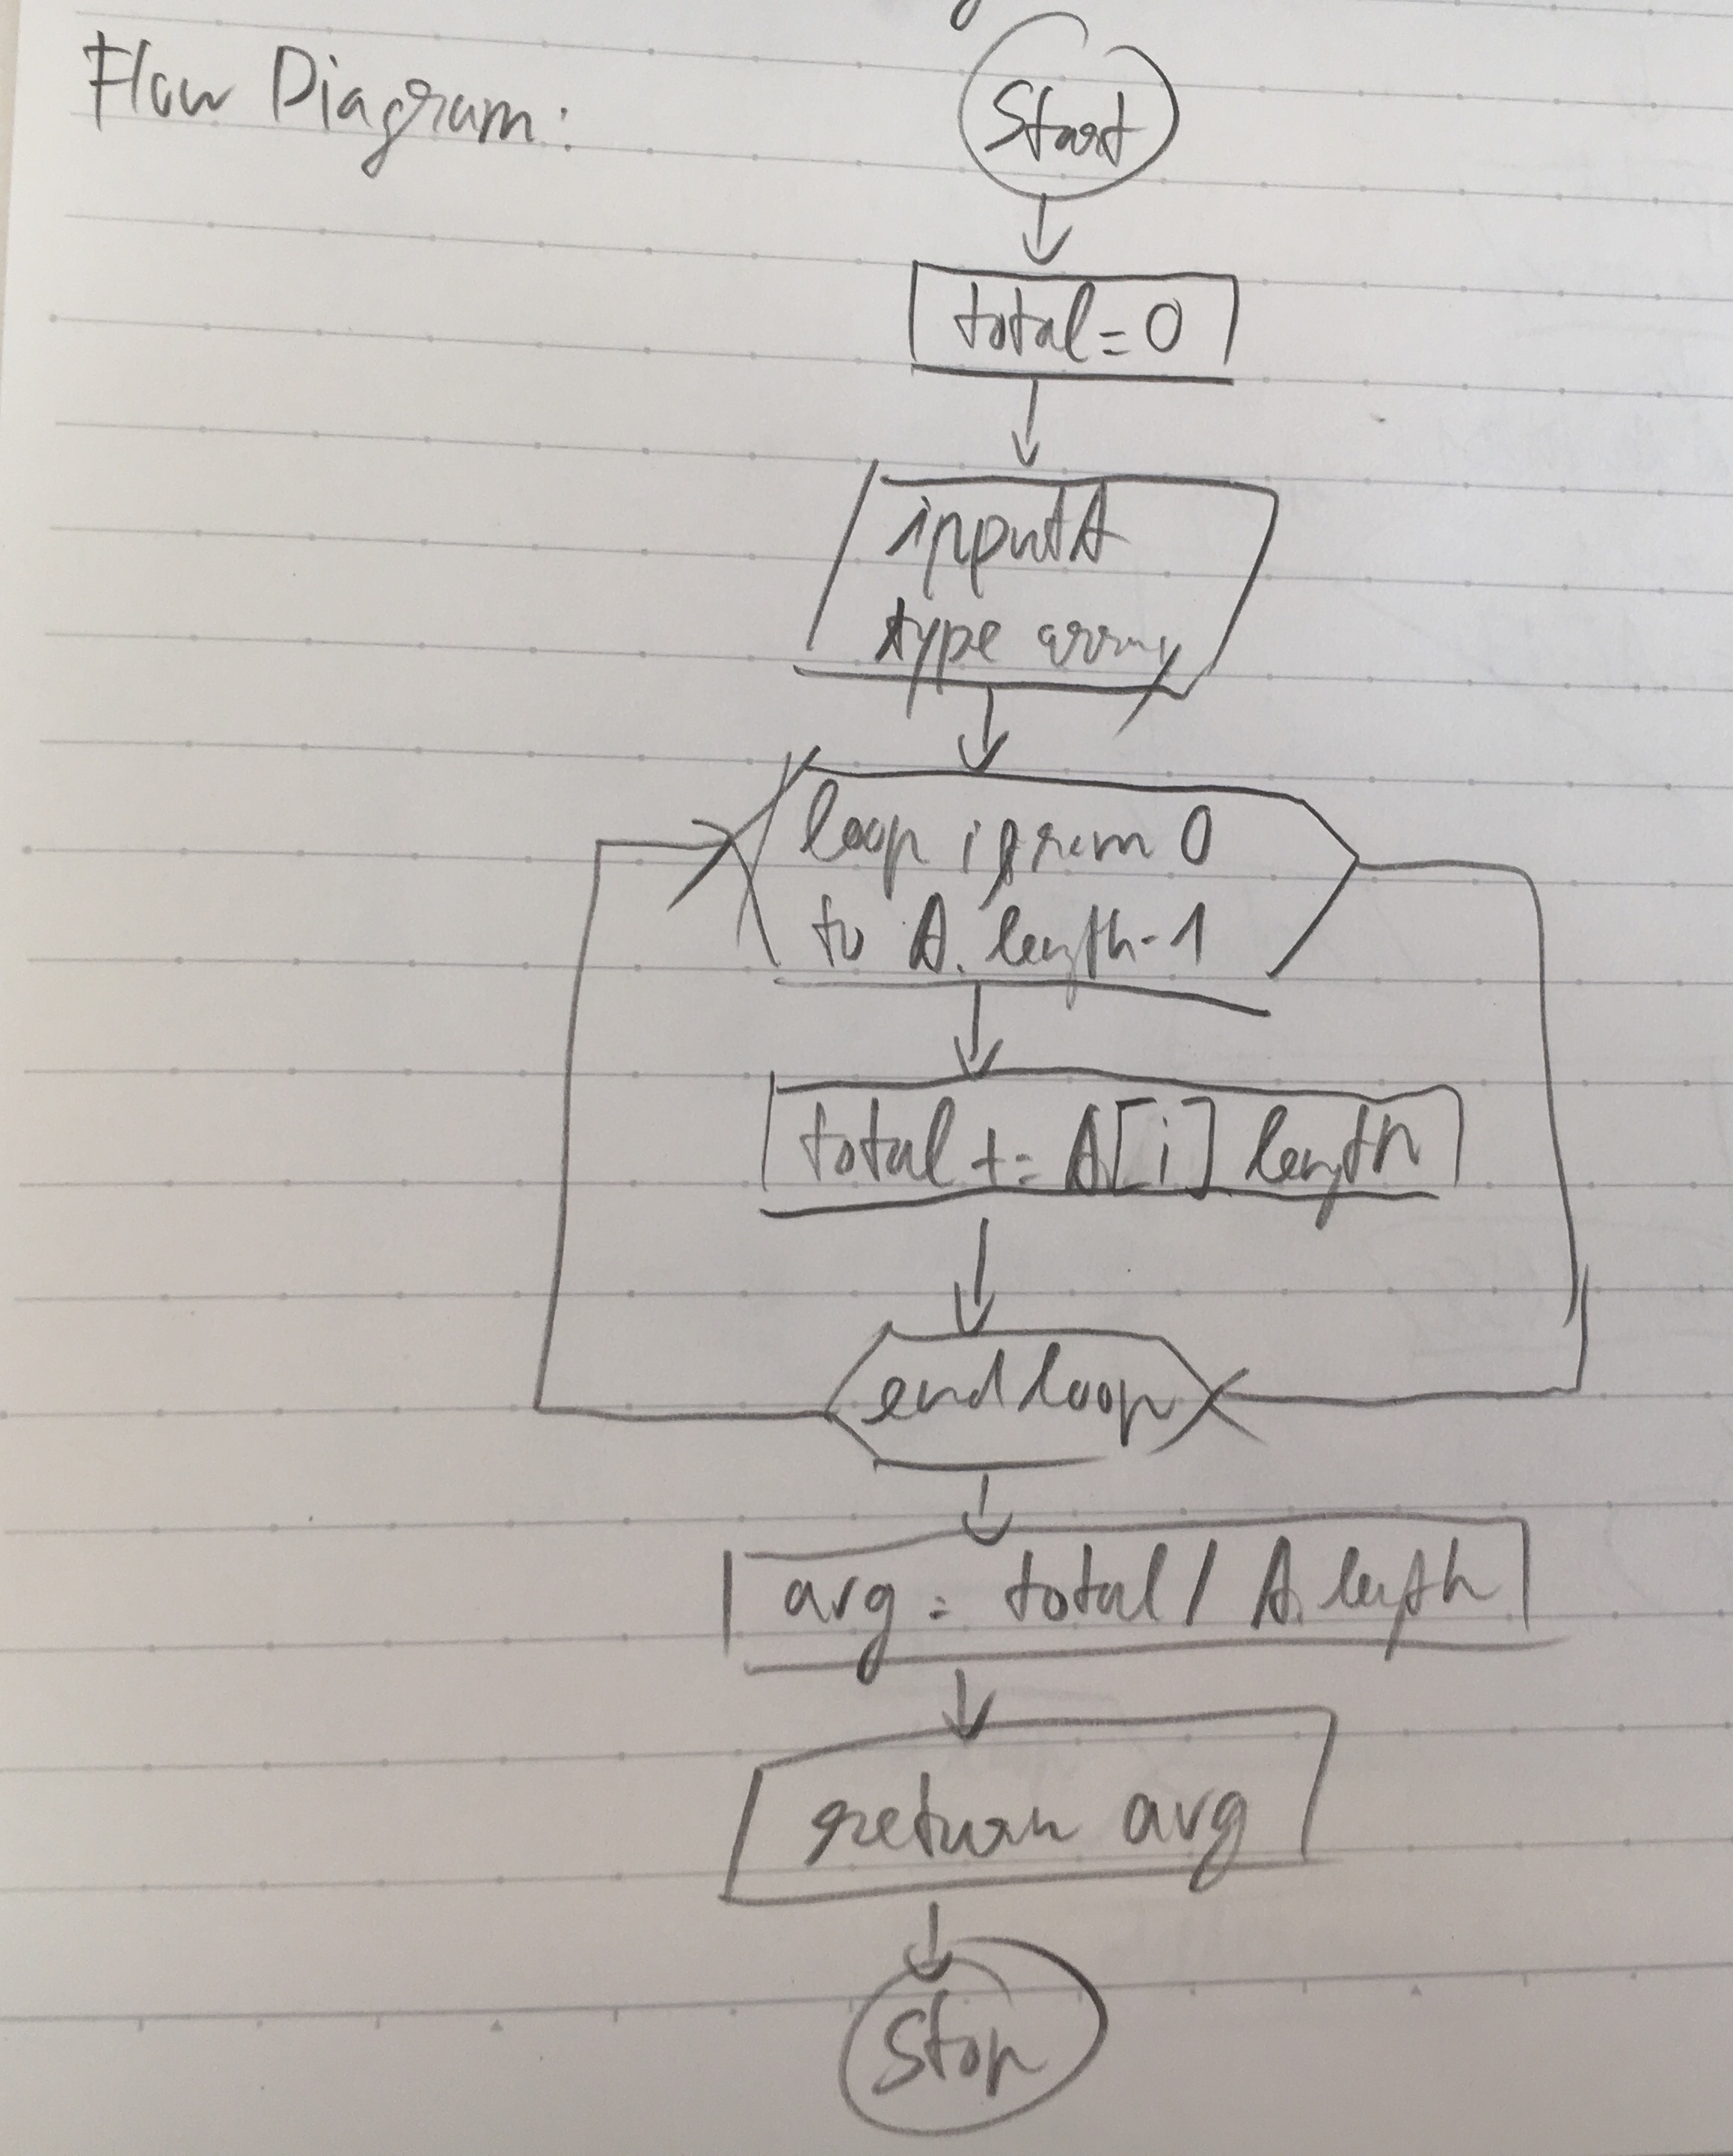 Flow Diagram:
Start
total = 0
input A
type array
loop i from 0
to A.length-1
total += A[i] length
end loop
avg = total / A.length
return avg
Stop